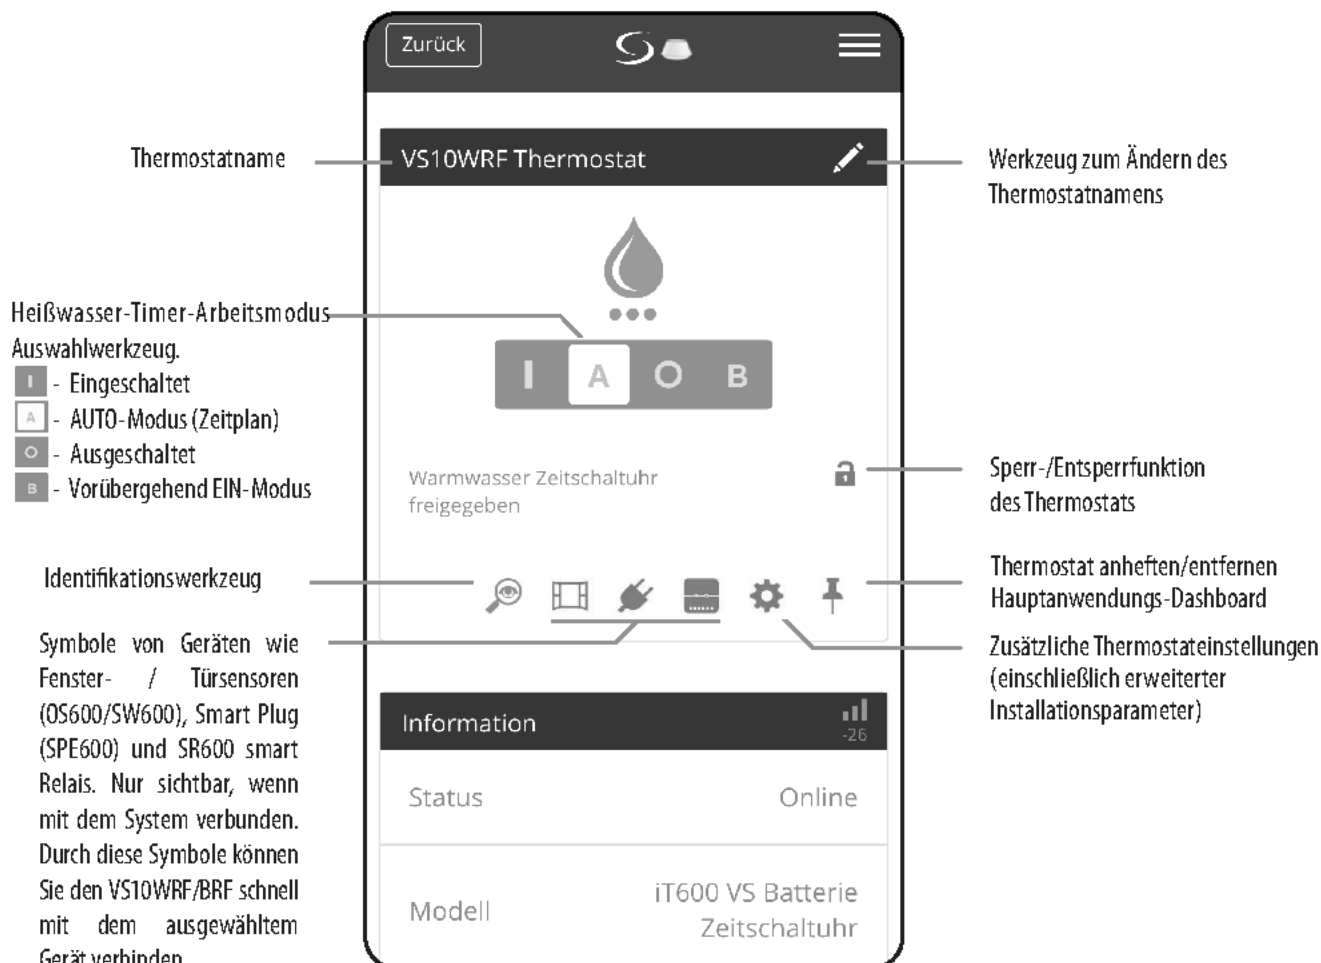 Zurück
Thermostatname
VS10WRF Thermostat
Werkzeug zum Ändern des
Thermostatnamens
Heißwasser-Timer-Arbeitsmodus
Auswahlwerkzeug.
I - Eingeschaltet
A - AUTO-Modus (Zeitplan)
O - Ausgeschaltet
B - Vorübergehend EIN-Modus
I A O B
Warmwasser Zeitschaltuhr
freigegeben
Sperr-/Entsperrfunktion
des Thermostats
Identifikationswerkzeug
Thermostat anheften/entfernen
Hauptanwendungs-Dashboard
Zusätzliche Thermostateinstellungen
(einschließlich erweiterter
Installationsparameter)
Symbole von Geräten wie
Fenster- / Türsensoren
(OS600/SW600), Smart Plug
(SPE600) und SR600 smart
Relais. Nur sichtbar, wenn
mit dem System verbunden.
Durch diese Symbole können
Sie den VS10WRF/BRF schnell
mit dem ausgewähltem
Gerät verbinden
Information
-26
Status
Online
Modell
iT600 VS Batterie
Zeitschaltuhr